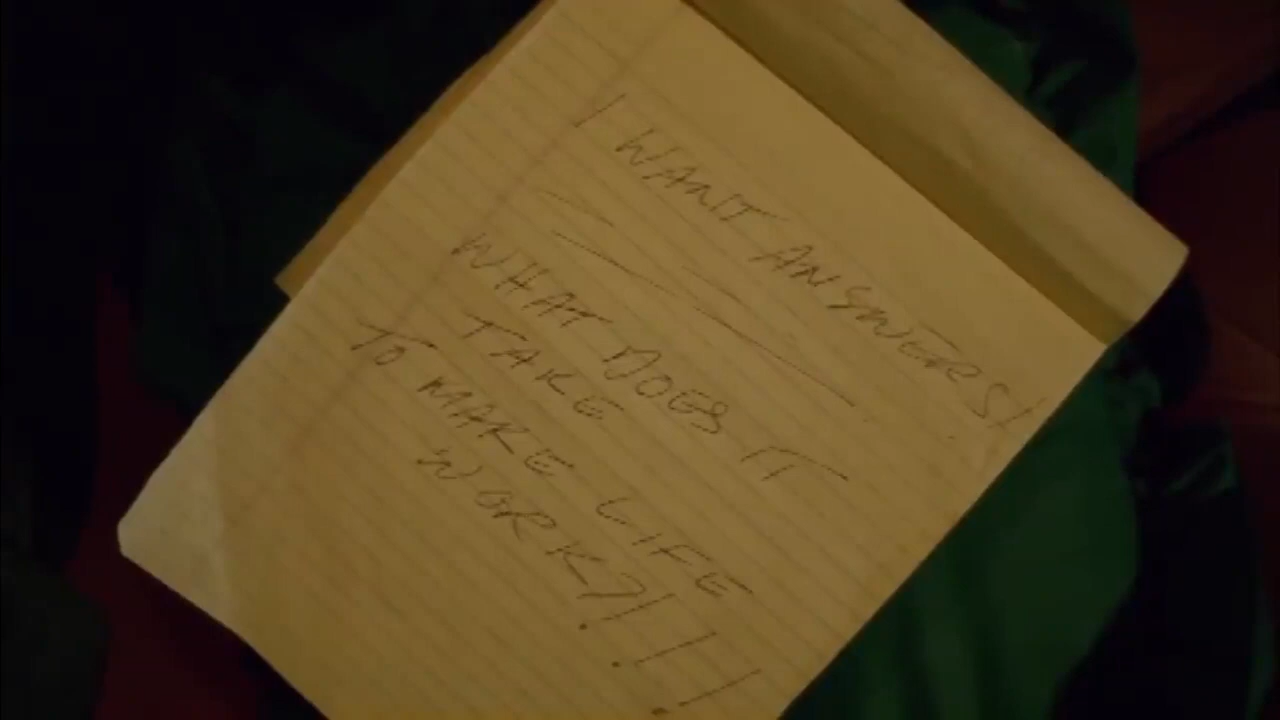 I WANT ANSWERS!
WHAT DOES IT
TAKE
TO MAKE LIFE
WORK?!!!